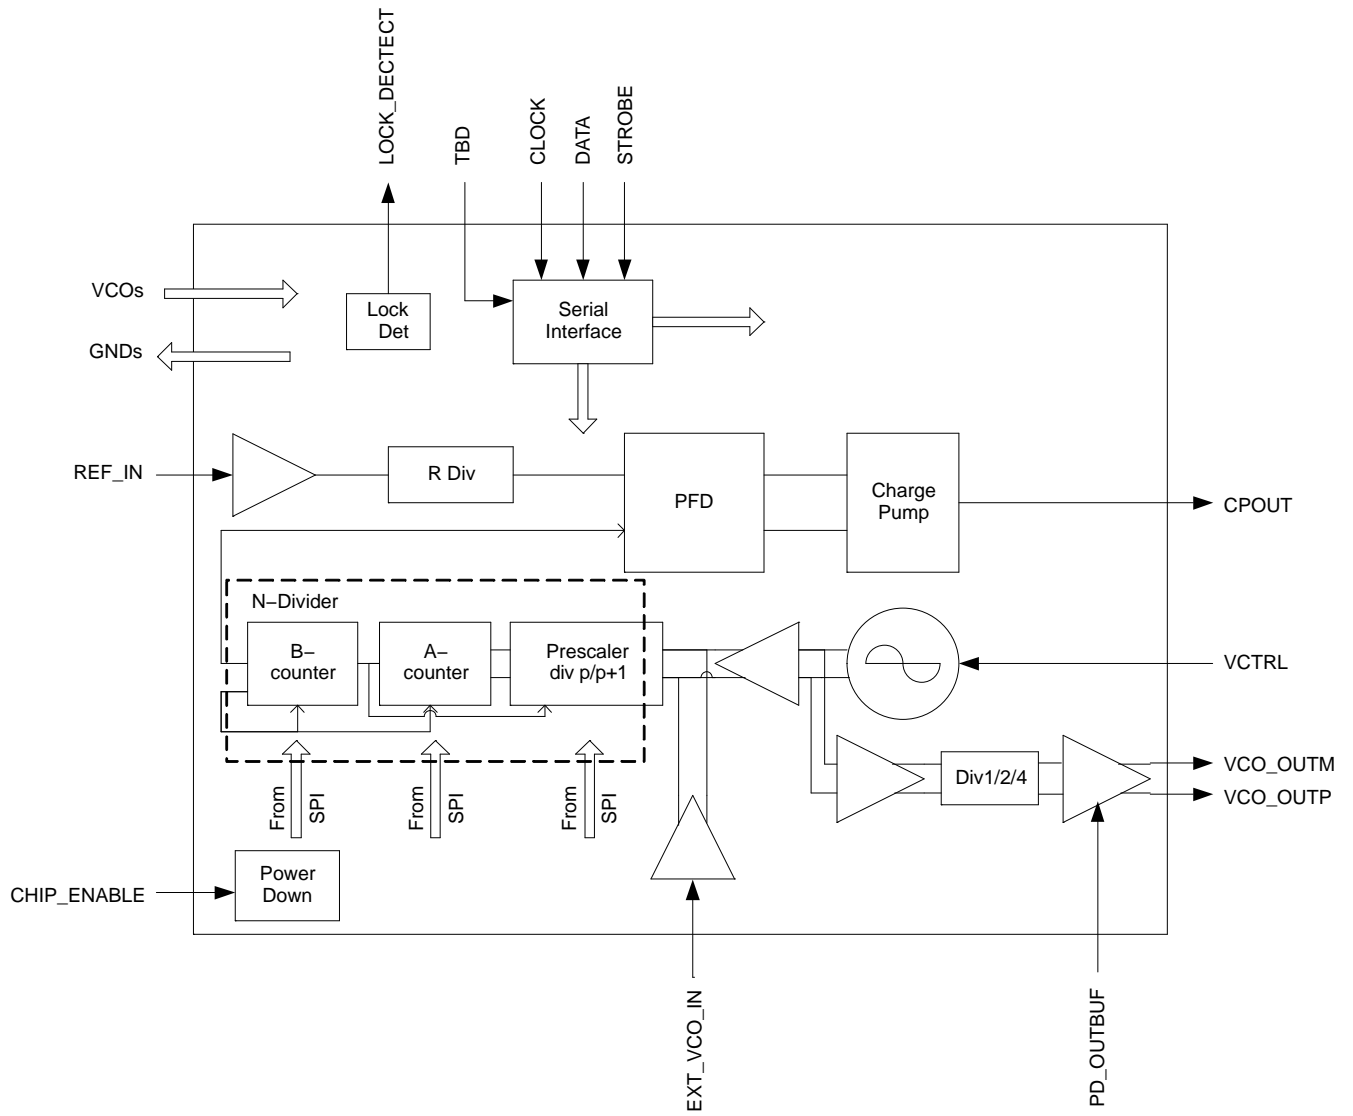 LOCK_DECTECT
TBD
CLOCK
DATA
STROBE
VCOs
GNDs
Lock
Det
Serial
Interface
REF_IN
R Div
PFD
Charge
Pump
CPOUT
N−Divider
B−
counter
A−
counter
Prescaler
div p/p+1
VCTRL
From
SPI
From
SPI
From
SPI
Div1/2/4
VCO_OUTM
VCO_OUTP
CHIP_ENABLE
Power
Down
EXT_VCO_IN
PD_OUTBUF